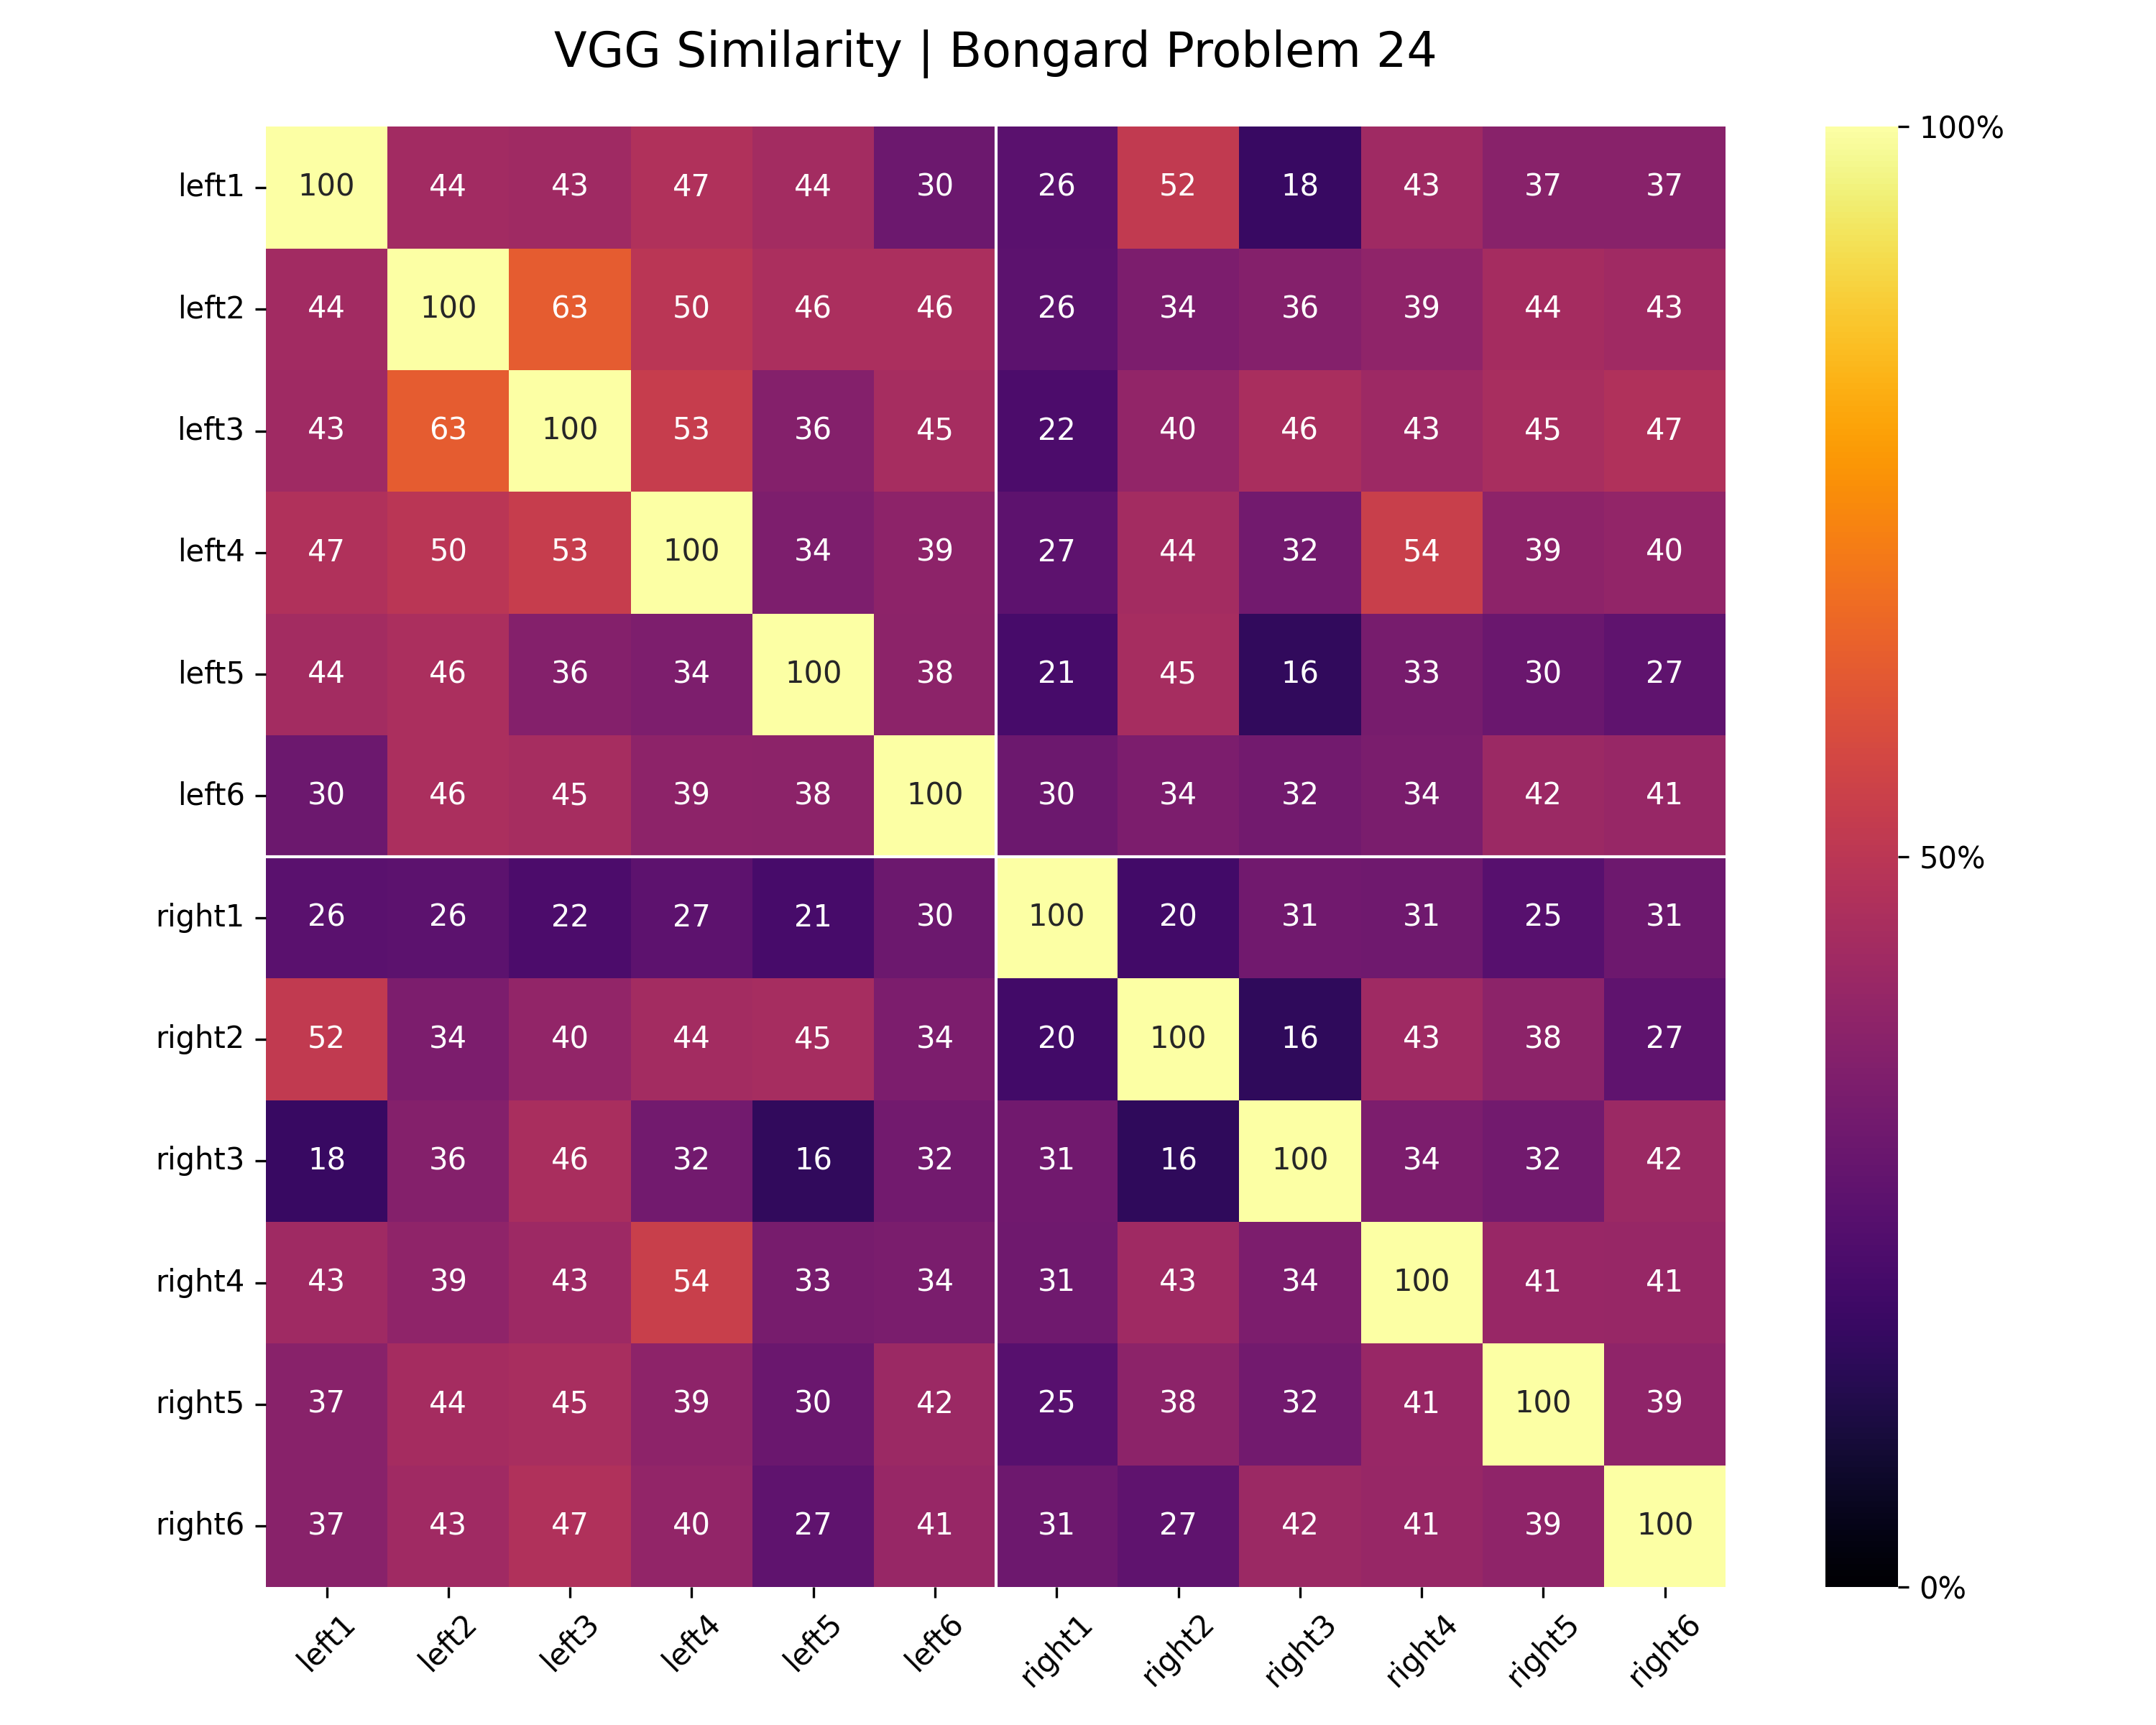 VGG Similarity | Bongard Problem 24
left1 100 44 43 47 44 30 26 52 18 43 37 37
left2 44 100 63 50 46 46 26 34 36 39 44 43
left3 43 63 100 53 36 45 22 40 46 43 45 47
left4 47 50 53 100 34 39 27 44 32 54 39 40
left5 44 46 36 34 100 38 21 45 16 33 30 27
left6 30 46 45 39 38 100 30 34 32 34 42 41
right1 26 26 22 27 21 30 100 20 31 31 25 31
right2 52 34 40 44 45 34 20 100 16 43 38 27
right3 18 36 46 32 16 32 31 16 100 34 32 42
right4 43 39 43 54 33 34 31 43 34 100 41 41
right5 37 44 45 39 30 42 25 38 32 41 100 39
right6 37 43 47 40 27 41 31 27 42 41 39 100
left1 left2 left3 left4 left5 left6 right1 right2 right3 right4 right5 right6
100%
50%
0%